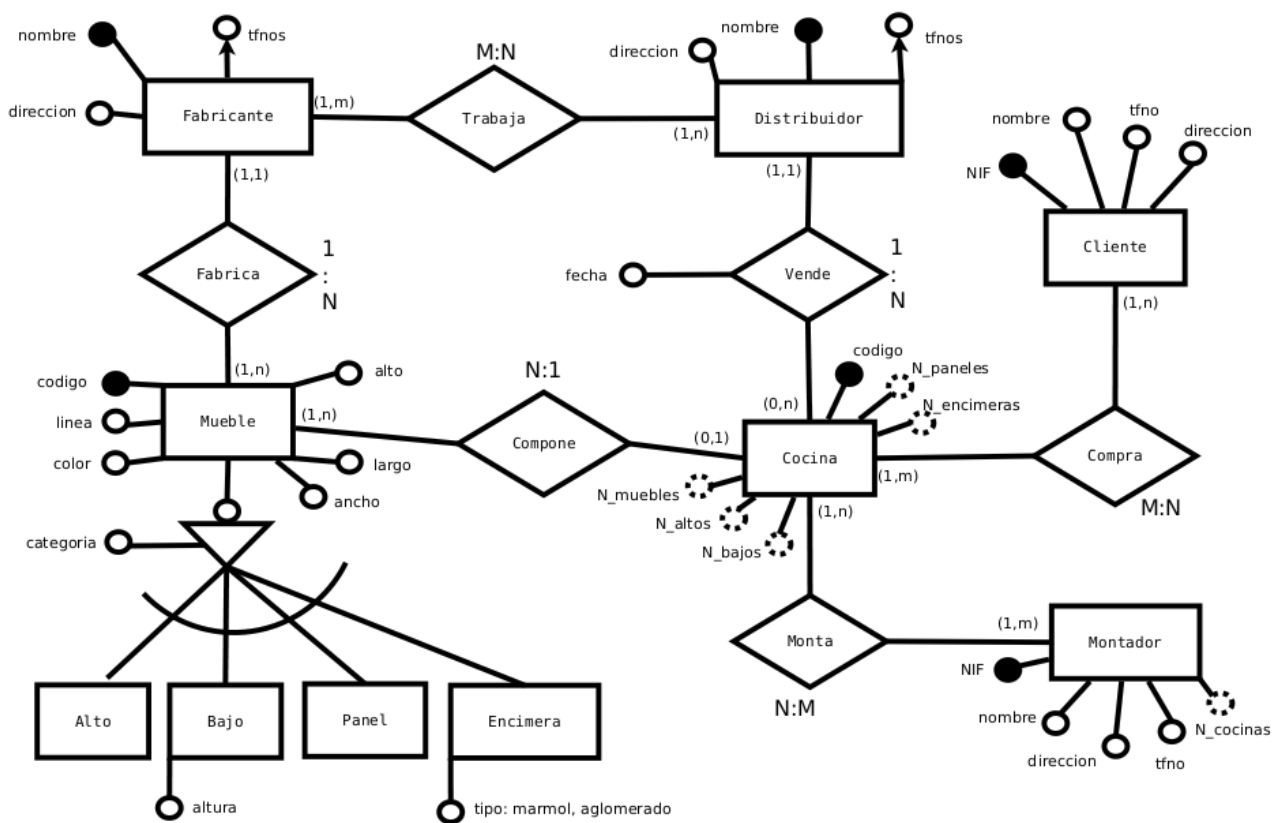 nombre
tfnos
direccion
Fabricante
(1,m)
(1,1)
M:N
Trabaja
direccion
nombre
tfnos
(1,n)
Distribuidor
(1,1)
nombre
tfno
direccion
NIF
Cliente
(1,n)
Fabrica
1
:
N
fecha
Vende
1
:
N
(1,n)
codigo
alto
linea
Mueble
(1,n)
color
largo
ancho
N:1
Compone
(0,1)
(0,n)
codigo
N_paneles
N_encimeras
Cocina
(1,m)
N_muebles
N_altos
N_bajos
(1,n)
Compra
M:N
categoria
Alto
Bajo
Panel
Encimera
altura
tipo: marmol, aglomerado
Monta
N:M
(1,m)
Montador
NIF
nombre
direccion
tfno
N_cocinas